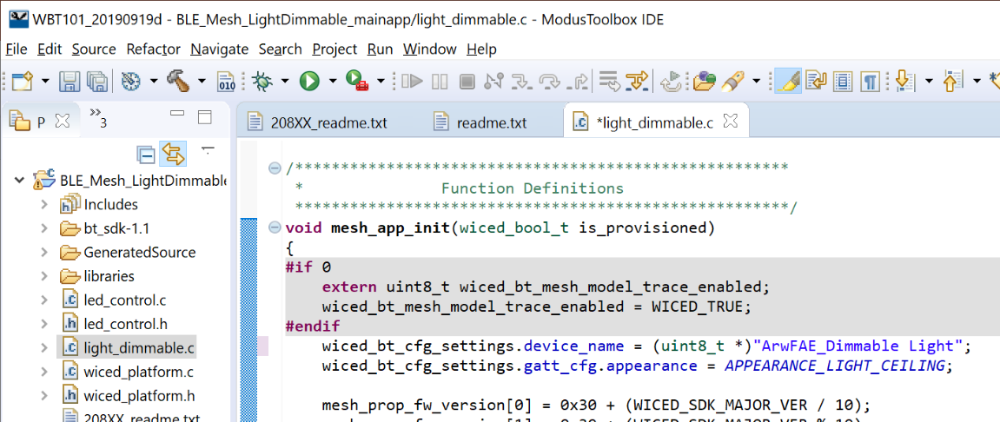 WBT101_20190919d - BLE_Mesh_LightDimmable_mainapp/light_dimmable.c - ModusToolbox IDE
File Edit Source Refactor Navigate Search Project Run Window Help
010
P »3
208XX_readme.txt readme.txt *light_dimmable.c
BLE_Mesh_LightDimmable
Includes
bt_sdk-1.1
GeneratedSource
libraries
led_control.c
led_control.h
light_dimmable.c
wiced_platform.c
wiced_platform.h
208XX_readme.txt
/******************************************************
* Function Definitions
******************************************************/
void mesh_app_init(wiced_bool_t is_provisioned)
{
#if 0
extern uint8_t wiced_bt_mesh_model_trace_enabled;
wiced_bt_mesh_model_trace_enabled = WICED_TRUE;
#endif
wiced_bt_cfg_settings.device_name = (uint8_t *)"ArwFAE_Dimmable Light";
wiced_bt_cfg_settings.gatt_cfg.appearance = APPEARANCE_LIGHT_CEILING;
mesh_prop_fw_version[0] = 0x30 + (WICED_SDK_MAJOR_VER / 10);